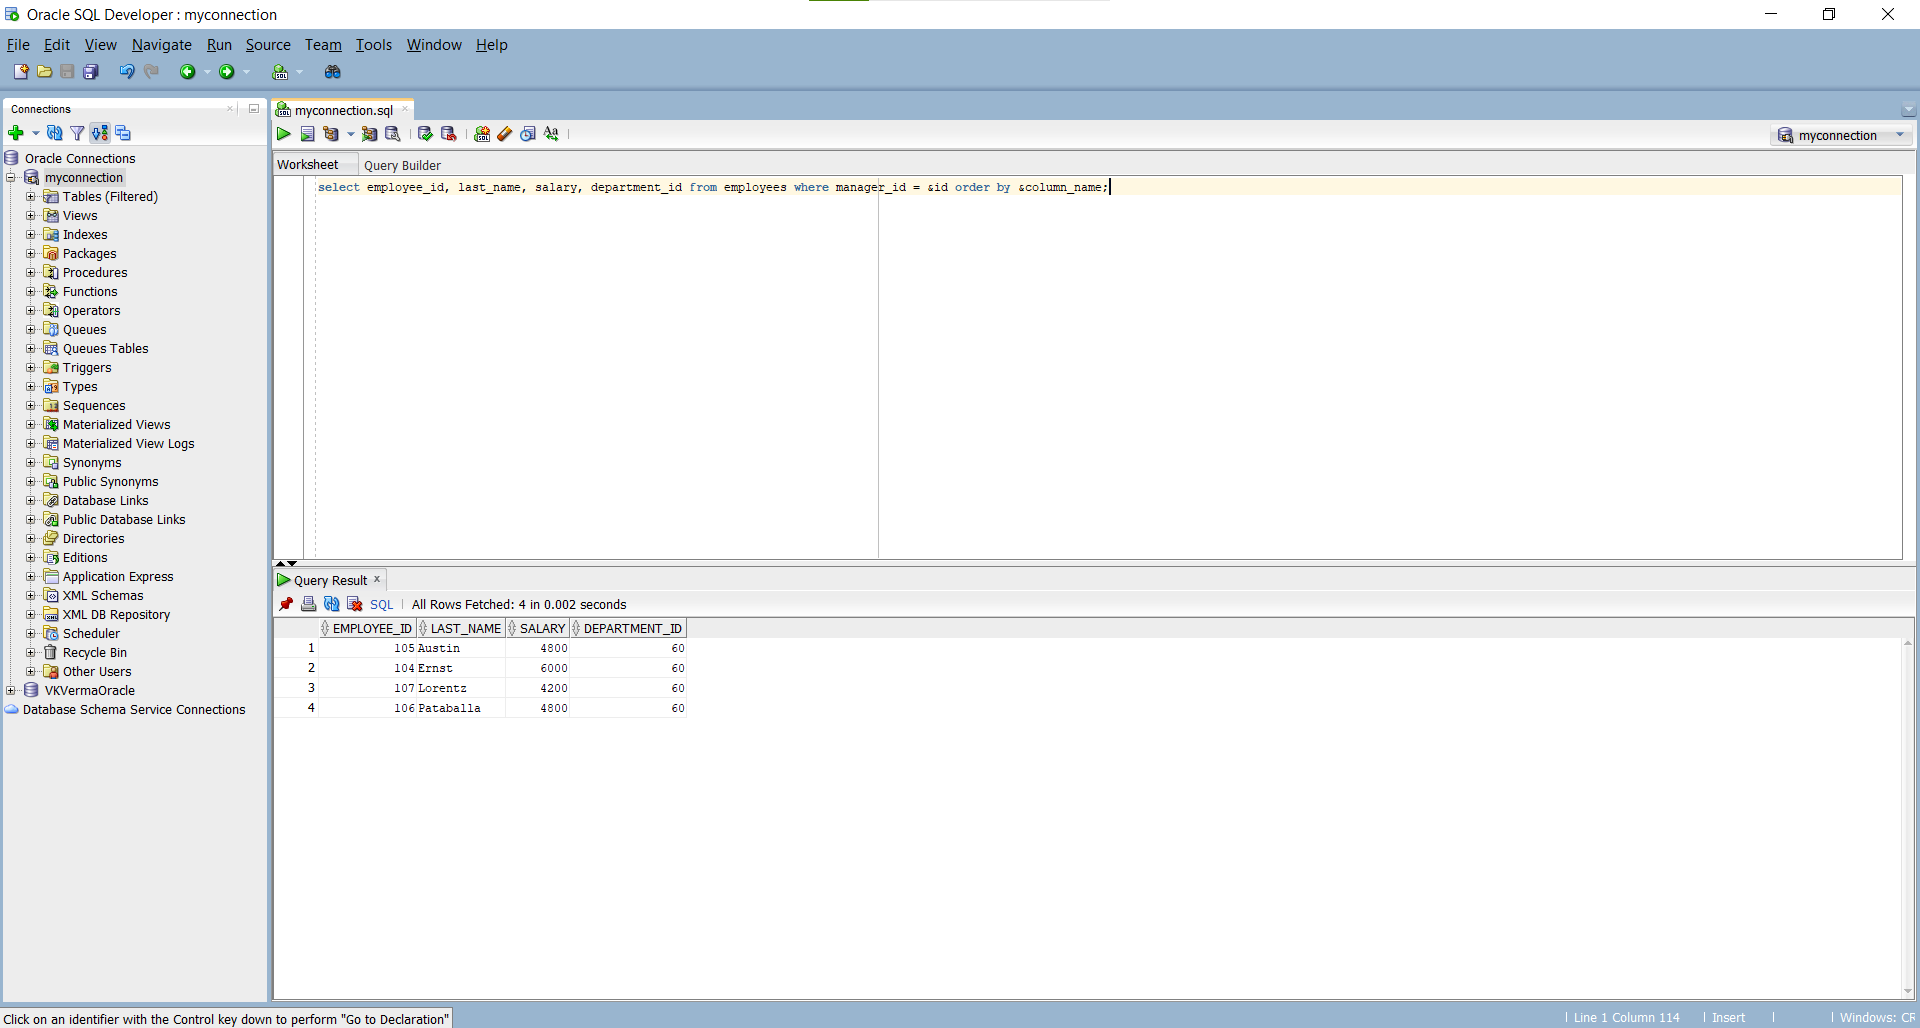 Oracle SQL Developer : myconnection
File Edit View Navigate Run Source Team Tools Window Help
Connections
Oracle Connections
myconnection
Tables (Filtered)
Views
Indexes
Packages
Procedures
Functions
Operators
Queues
Queues Tables
Triggers
Types
Sequences
Materialized Views
Materialized View Logs
Synonyms
Public Synonyms
Database Links
Public Database Links
Directories
Editions
Application Express
XML Schemas
XML DB Repository
Scheduler
Recycle Bin
Other Users
VKVermaOracle
Database Schema Service Connections
myconnection.sql
myconnection
Worksheet Query Builder
select employee_id, last_name, salary, department_id from employees where manager_id = &id order by &column_name;
Query Result
SQL All Rows Fetched: 4 in 0.002 seconds
EMPLOYEE_ID LAST_NAME SALARY DEPARTMENT_ID
1 105 Austin 4800 60
2 104 Ernst 6000 60
3 107 Lorentz 4200 60
4 106 Pataballa 4800 60
Click on an identifier with the Control key down to perform "Go to Declaration"
Line 1 Column 114 Insert Windows: CR